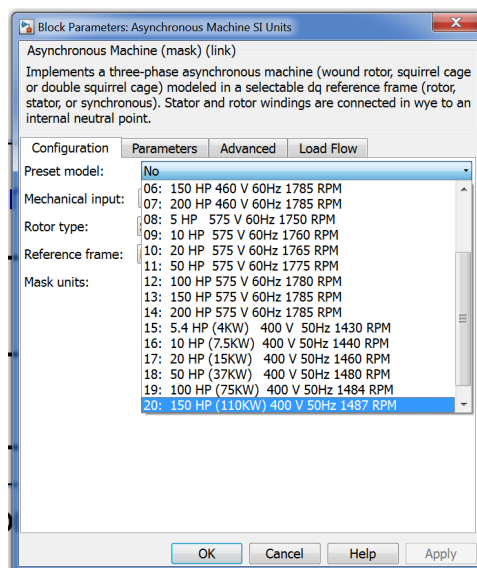 Block Parameters: Asynchronous Machine SI Units
Asynchronous Machine (mask) (link)
Implements a three-phase asynchronous machine (wound rotor, squirrel cage
or double squirrel cage) modeled in a selectable dq reference frame (rotor,
stator, or synchronous). Stator and rotor windings are connected in wye to an
internal neutral point.
Configuration Parameters Advanced Load Flow
Preset model: No
06: 150 HP 460 V 60Hz 1785 RPM
Mechanical input:
07: 200 HP 460 V 60Hz 1785 RPM
08: 5 HP 575 V 60Hz 1750 RPM
Rotor type:
09: 10 HP 575 V 60Hz 1760 RPM
10: 20 HP 575 V 60Hz 1765 RPM
Reference frame:
11: 50 HP 575 V 60Hz 1775 RPM
Mask units:
12: 100 HP 575 V 60Hz 1780 RPM
13: 150 HP 575 V 60Hz 1785 RPM
14: 200 HP 575 V 60Hz 1785 RPM
15: 5.4 HP (4KW) 400 V 50Hz 1430 RPM
16: 10 HP (7.5KW) 400 V 50Hz 1440 RPM
17: 20 HP (15KW) 400 V 50Hz 1460 RPM
18: 50 HP (37KW) 400 V 50Hz 1480 RPM
19: 100 HP (75KW) 400 V 50Hz 1484 RPM
20: 150 HP (110KW) 400 V 50Hz 1487 RPM
OK Cancel Help Apply